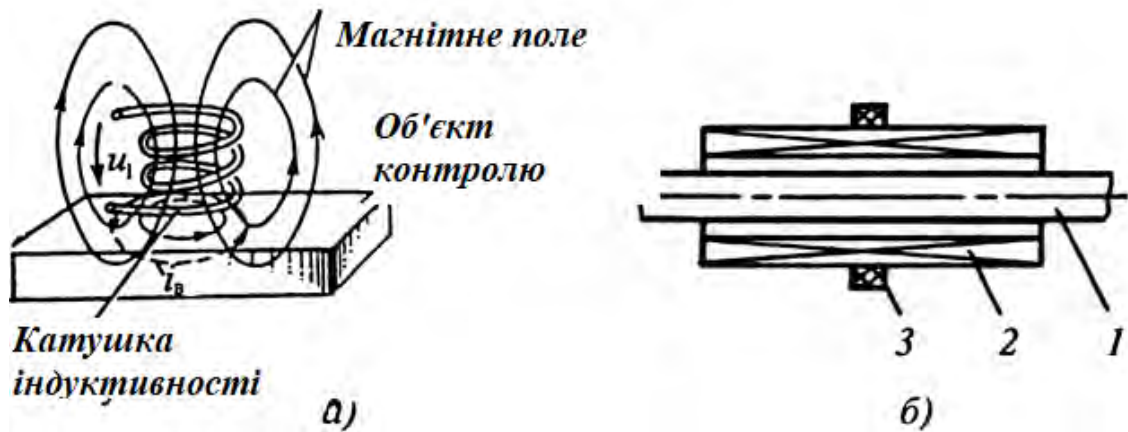 Магнітне поле
Об'єкт
контролю
u₁
lв
Катушка
індуктивності
3 2 1
а) б)